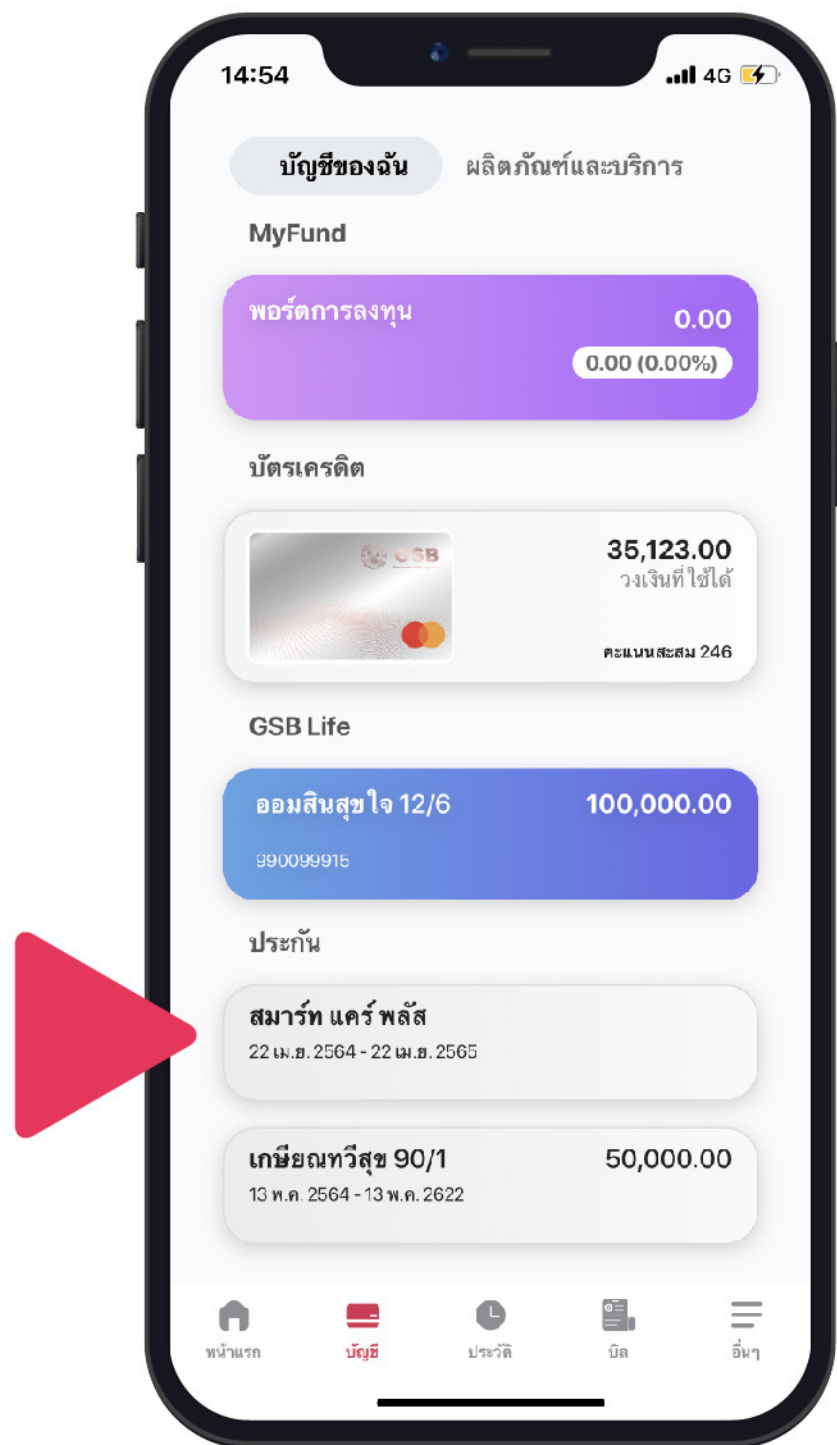 14:54
4G
บัญชีของฉัน ผลิตภัณฑ์และบริการ
MyFund
พอร์ตการลงทุน 0.00
0.00 (0.00%)
บัตรเครดิต
GSB 35,123.00
วงเงินที่ใช้ได้
คะแนนสะสม 246
GSB Life
ออมสินสุขใจ 12/6 100,000.00
990099915
ประกัน
สมาร์ท แคร์ พลัส
22 เม.ย. 2564 - 22 เม.ย. 2565
เกษียณทวีสุข 90/1 50,000.00
13 พ.ค. 2564 - 13 พ.ค. 2622
หน้าแรก บัญชี ประวัติ บิล อื่นๆ